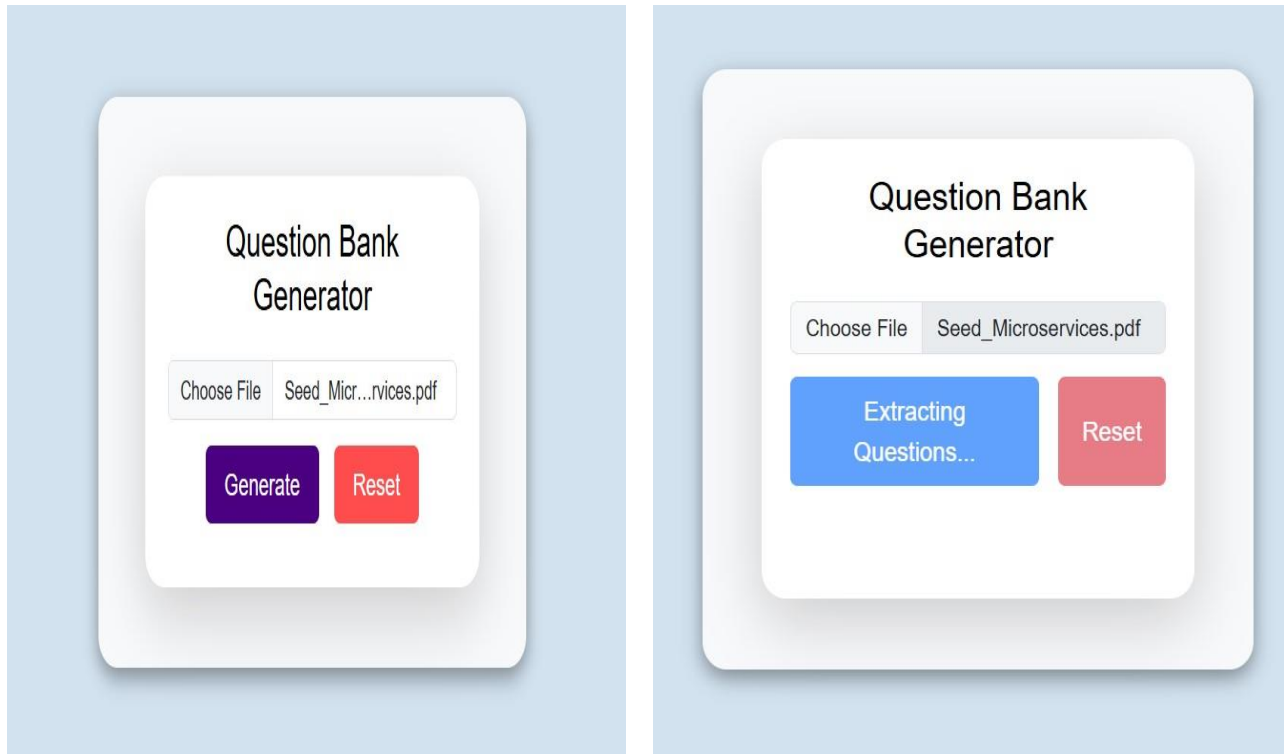 Question Bank
Generator
Choose File Seed_Micr...rvices.pdf
Generate Reset
Question Bank
Generator
Choose File Seed_Microservices.pdf
Extracting
Questions...
Reset